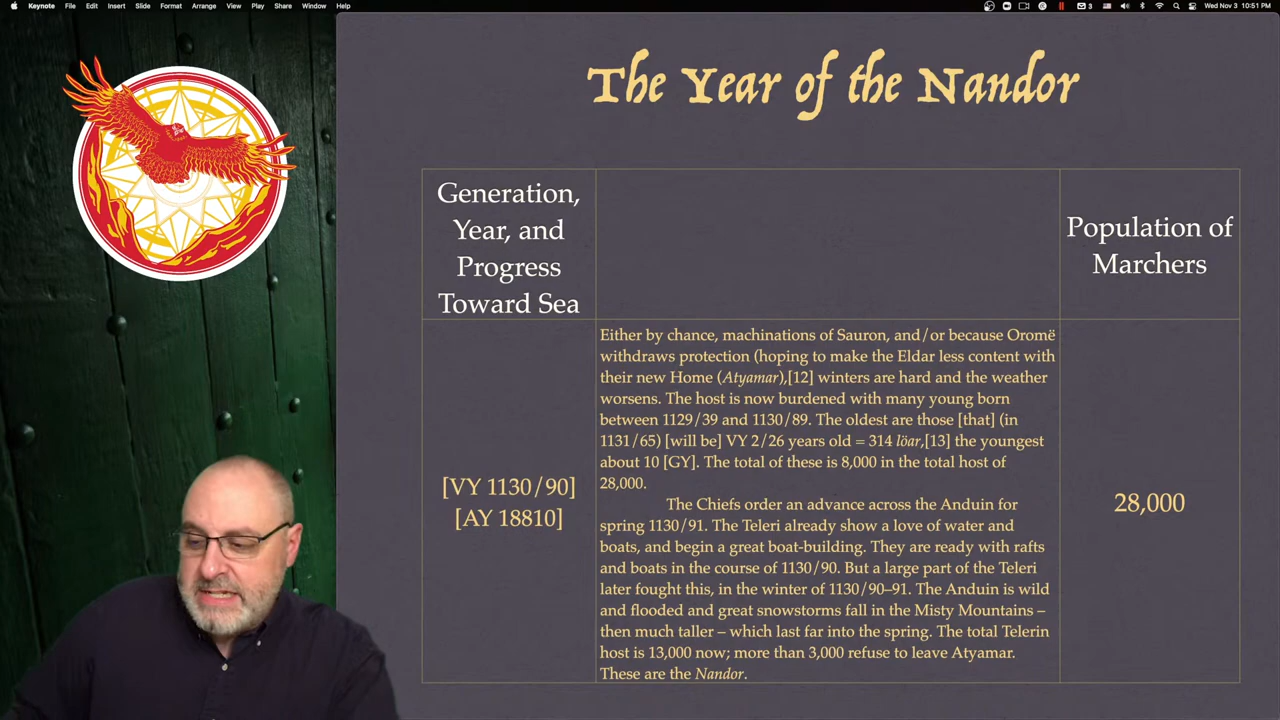 Keynote File Edit Insert Slide Format Arrange View Play Share Window Help
3 Wed Nov 3 10:51 PM
The Year of the Nandor
Generation,
Year, and
Progress
Toward Sea
Population of
Marchers
[VY 1130/90]
[AY 18810]
Either by chance, machinations of Sauron, and/or because Oromë
withdraws protection (hoping to make the Eldar less content with
their new Home (Atyamar),[12] winters are hard and the weather
worsens. The host is now burdened with many young born
between 1129/39 and 1130/89. The oldest are those [that] (in
1131/65) [will be] VY 2/26 years old = 314 löar,[13] the youngest
about 10 [GY]. The total of these is 8,000 in the total host of
28,000.
The Chiefs order an advance across the Anduin for
spring 1130/91. The Teleri already show a love of water and
boats, and begin a great boat-building. They are ready with rafts
and boats in the course of 1130/90. But a large part of the Teleri
later fought this, in the winter of 1130/90–91. The Anduin is wild
and flooded and great snowstorms fall in the Misty Mountains –
then much taller – which last far into the spring. The total Telerin
host is 13,000 now; more than 3,000 refuse to leave Atyamar.
These are the Nandor.
28,000